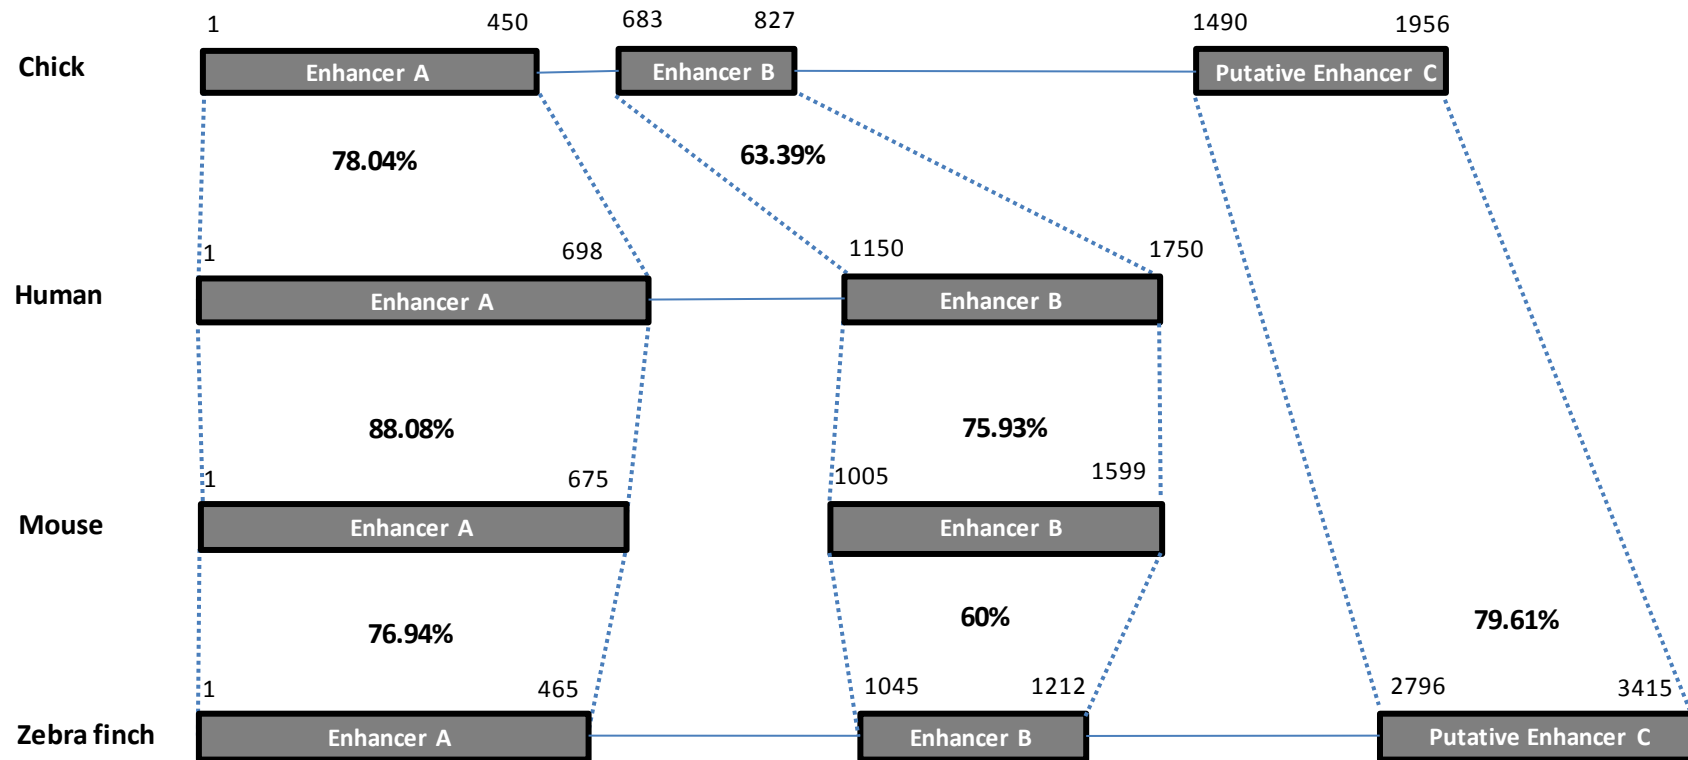 1 450 683 827 1490 1956
Chick Enhancer A Enhancer B Putative Enhancer C
78.04% 63.39%
1 698 1150 1750
Human Enhancer A Enhancer B
88.08% 75.93%
1 675 1005 1599
Mouse Enhancer A Enhancer B
76.94% 60% 79.61%
1 465 1045 1212 2796 3415
Zebra finch Enhancer A Enhancer B Putative Enhancer C